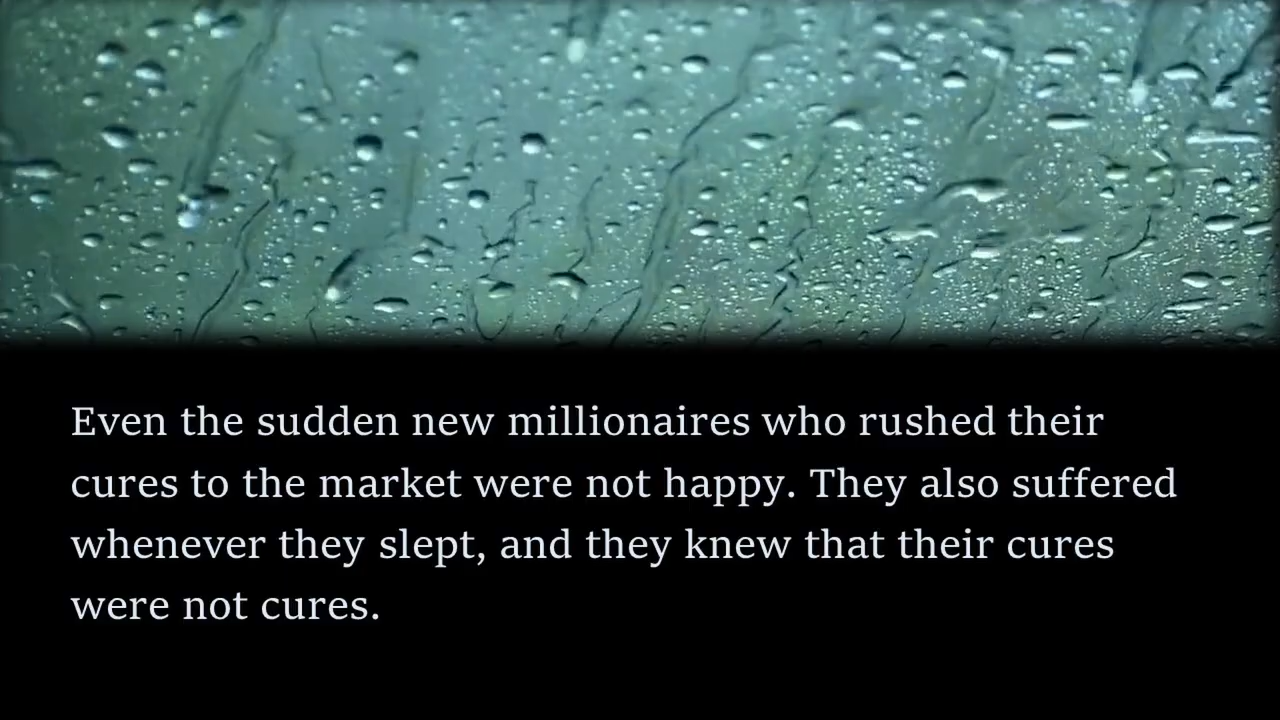 Even the sudden new millionaires who rushed their
cures to the market were not happy. They also suffered
whenever they slept, and they knew that their cures
were not cures.